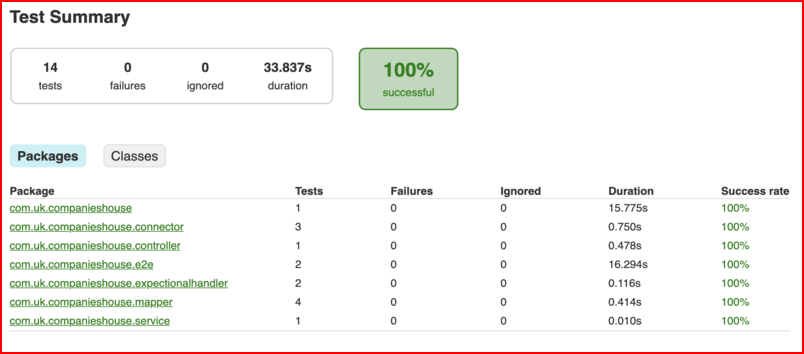 Test Summary
14 0 0 33.837s 100%
tests failures ignored duration successful
Packages Classes
Package Tests Failures Ignored Duration Success rate
com.uk.companieshouse 1 0 0 15.775s 100%
com.uk.companieshouse.connector 3 0 0 0.750s 100%
com.uk.companieshouse.controller 1 0 0 0.478s 100%
com.uk.companieshouse.e2e 2 0 0 16.294s 100%
com.uk.companieshouse.expectionalhandler 2 0 0 0.116s 100%
com.uk.companieshouse.mapper 4 0 0 0.414s 100%
com.uk.companieshouse.service 1 0 0 0.010s 100%